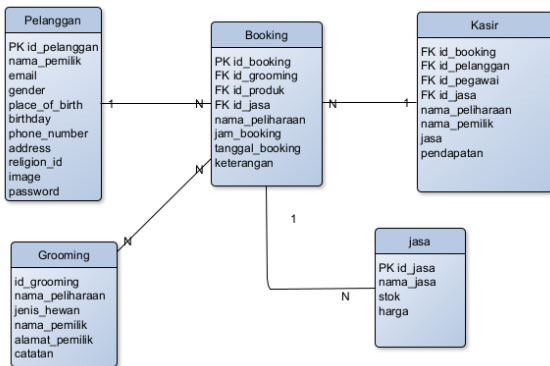 Pelanggan
PK id_pelanggan
nama_pemilik
email
gender
place_of_birth
birthday
phone_number
address
religion_id
image
password
1
N
Booking
PK id_booking
FK id_grooming
FK id_produk
FK id_jasa
nama_peliharaan
jam_booking
tanggal_booking
keterangan
N
1
Kasir
FK id_booking
FK id_pelanggan
FK id_pegawai
FK id_jasa
nama_peliharaan
nama_pemilik
jasa
pendapatan
N
N
Grooming
id_grooming
nama_peliharaan
jenis_hewan
nama_pemilik
alamat_pemilik
catatan
1
N
jasa
PK id_jasa
nama_jasa
stok
harga